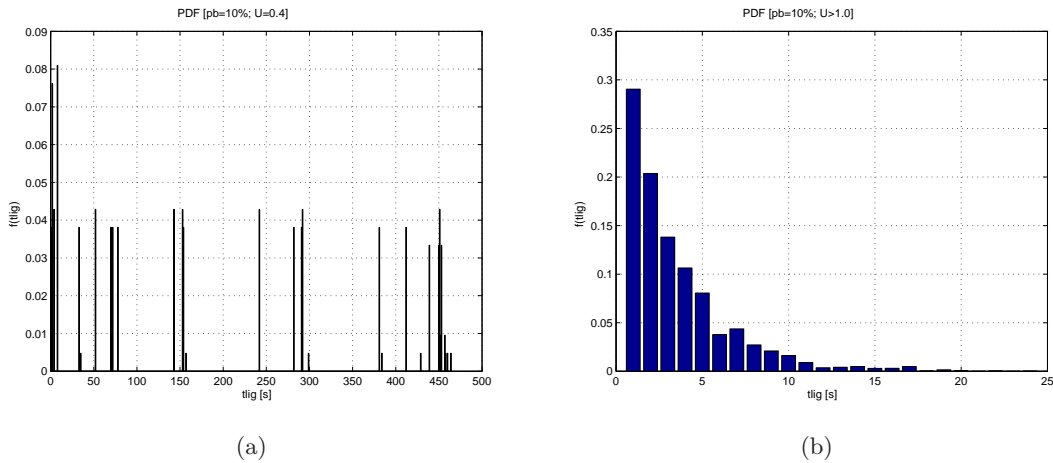 PDF [pb=10%; U=0.4]
0.09
0.08
0.07
0.06
0.05
0.04
0.03
0.02
0.01
0
f(tlig)
0 50 100 150 200 250 300 350 400 450 500
tlig [s]
(a)
PDF [pb=10%; U>1.0]
0.35
0.3
0.25
0.2
0.15
0.1
0.05
0
f(tlig)
0 5 10 15 20 25
tlig [s]
(b)